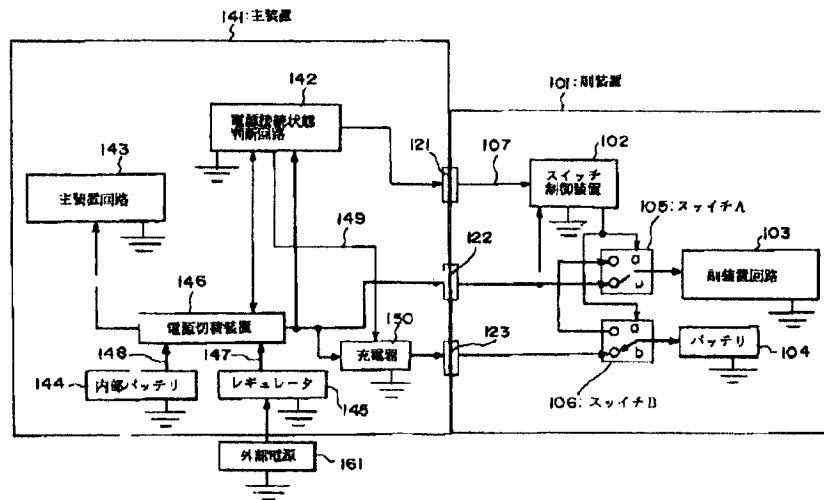 141:主装置
101:副装置
142
電源接続状態
判断回路
143
主装置回路
121
107
102
スイッチ
制御装置
149
105:スイッチA
103
a
b
副装置回路
122
146
電源切替装置
150
充電器
123
a
b
バッテリ
104
148
147
144
内部バッテリ
レギュレータ
145
106:スイッチB
外部電源
161